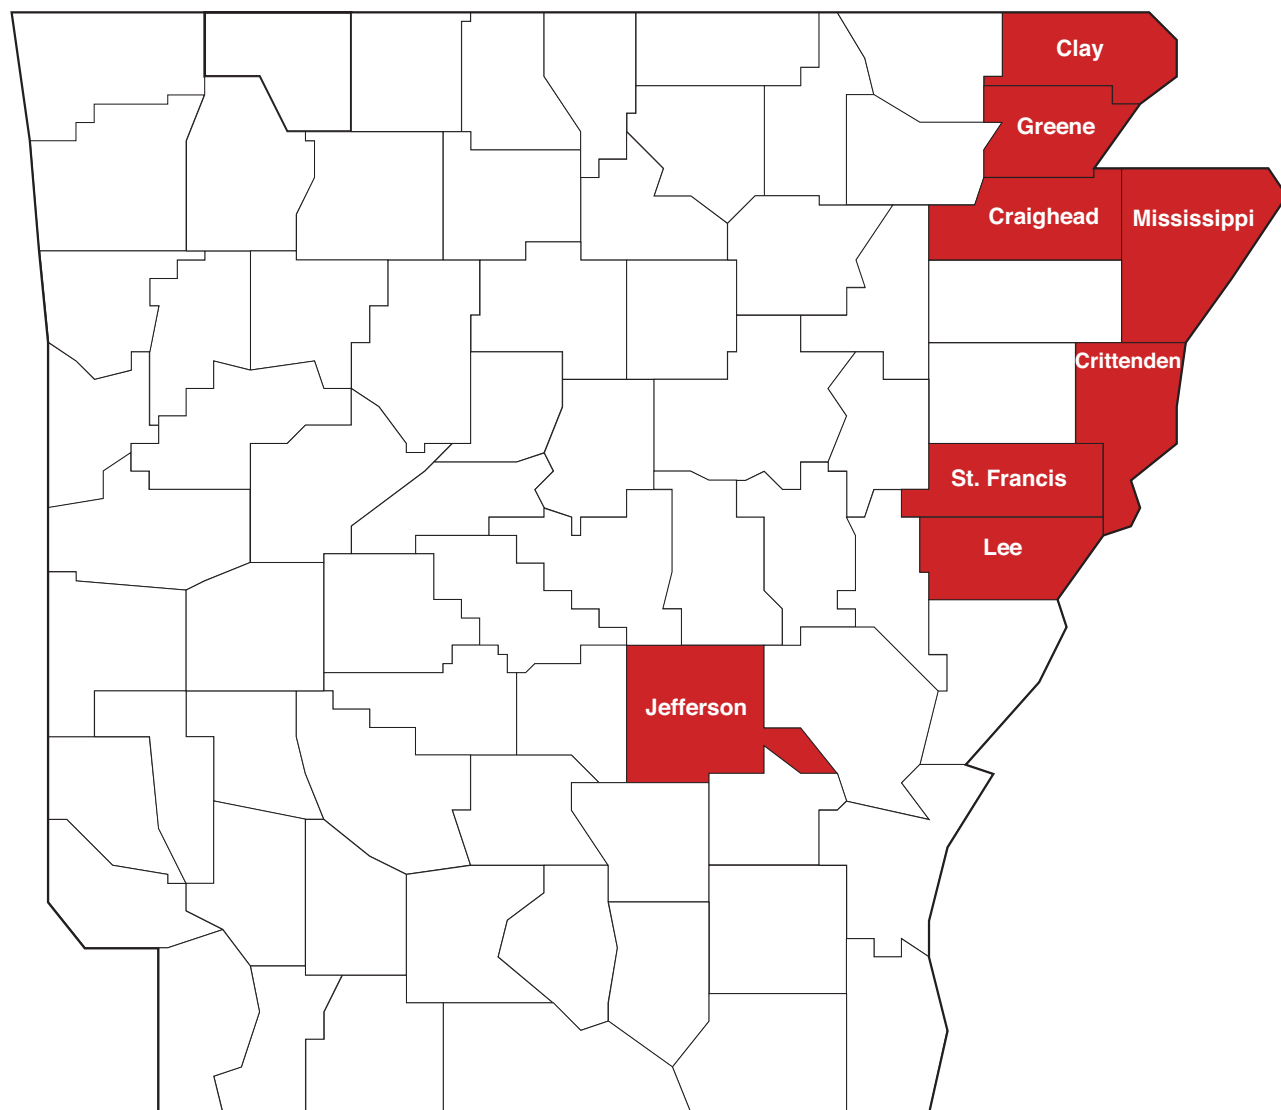 Clay
Greene
Craighead
Mississippi
Crittenden
St. Francis
Lee
Jefferson